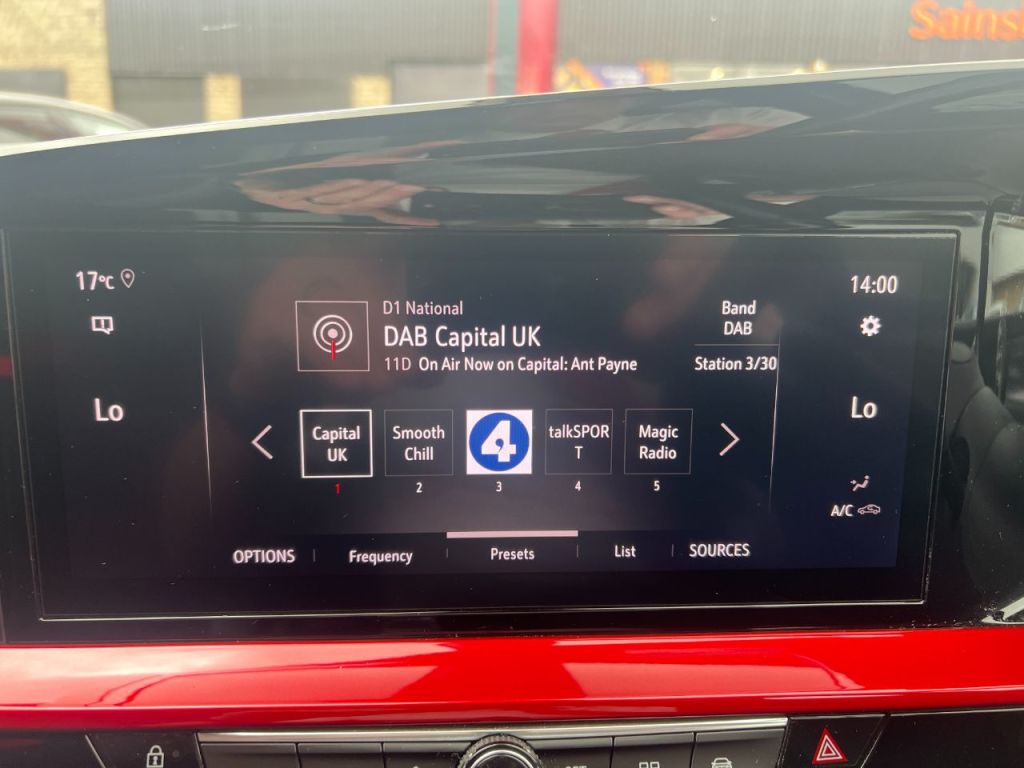 Sains
17°C
14:00
D1 National
DAB Capital UK
11D On Air Now on Capital: Ant Payne
Band
DAB
Station 3/30
Lo
Lo
Capital
UK
Smooth
Chill
4
talkSPOR
T
Magic
Radio
1
2
3
4
5
A/C
OPTIONS
Frequency
Presets
List
SOURCES